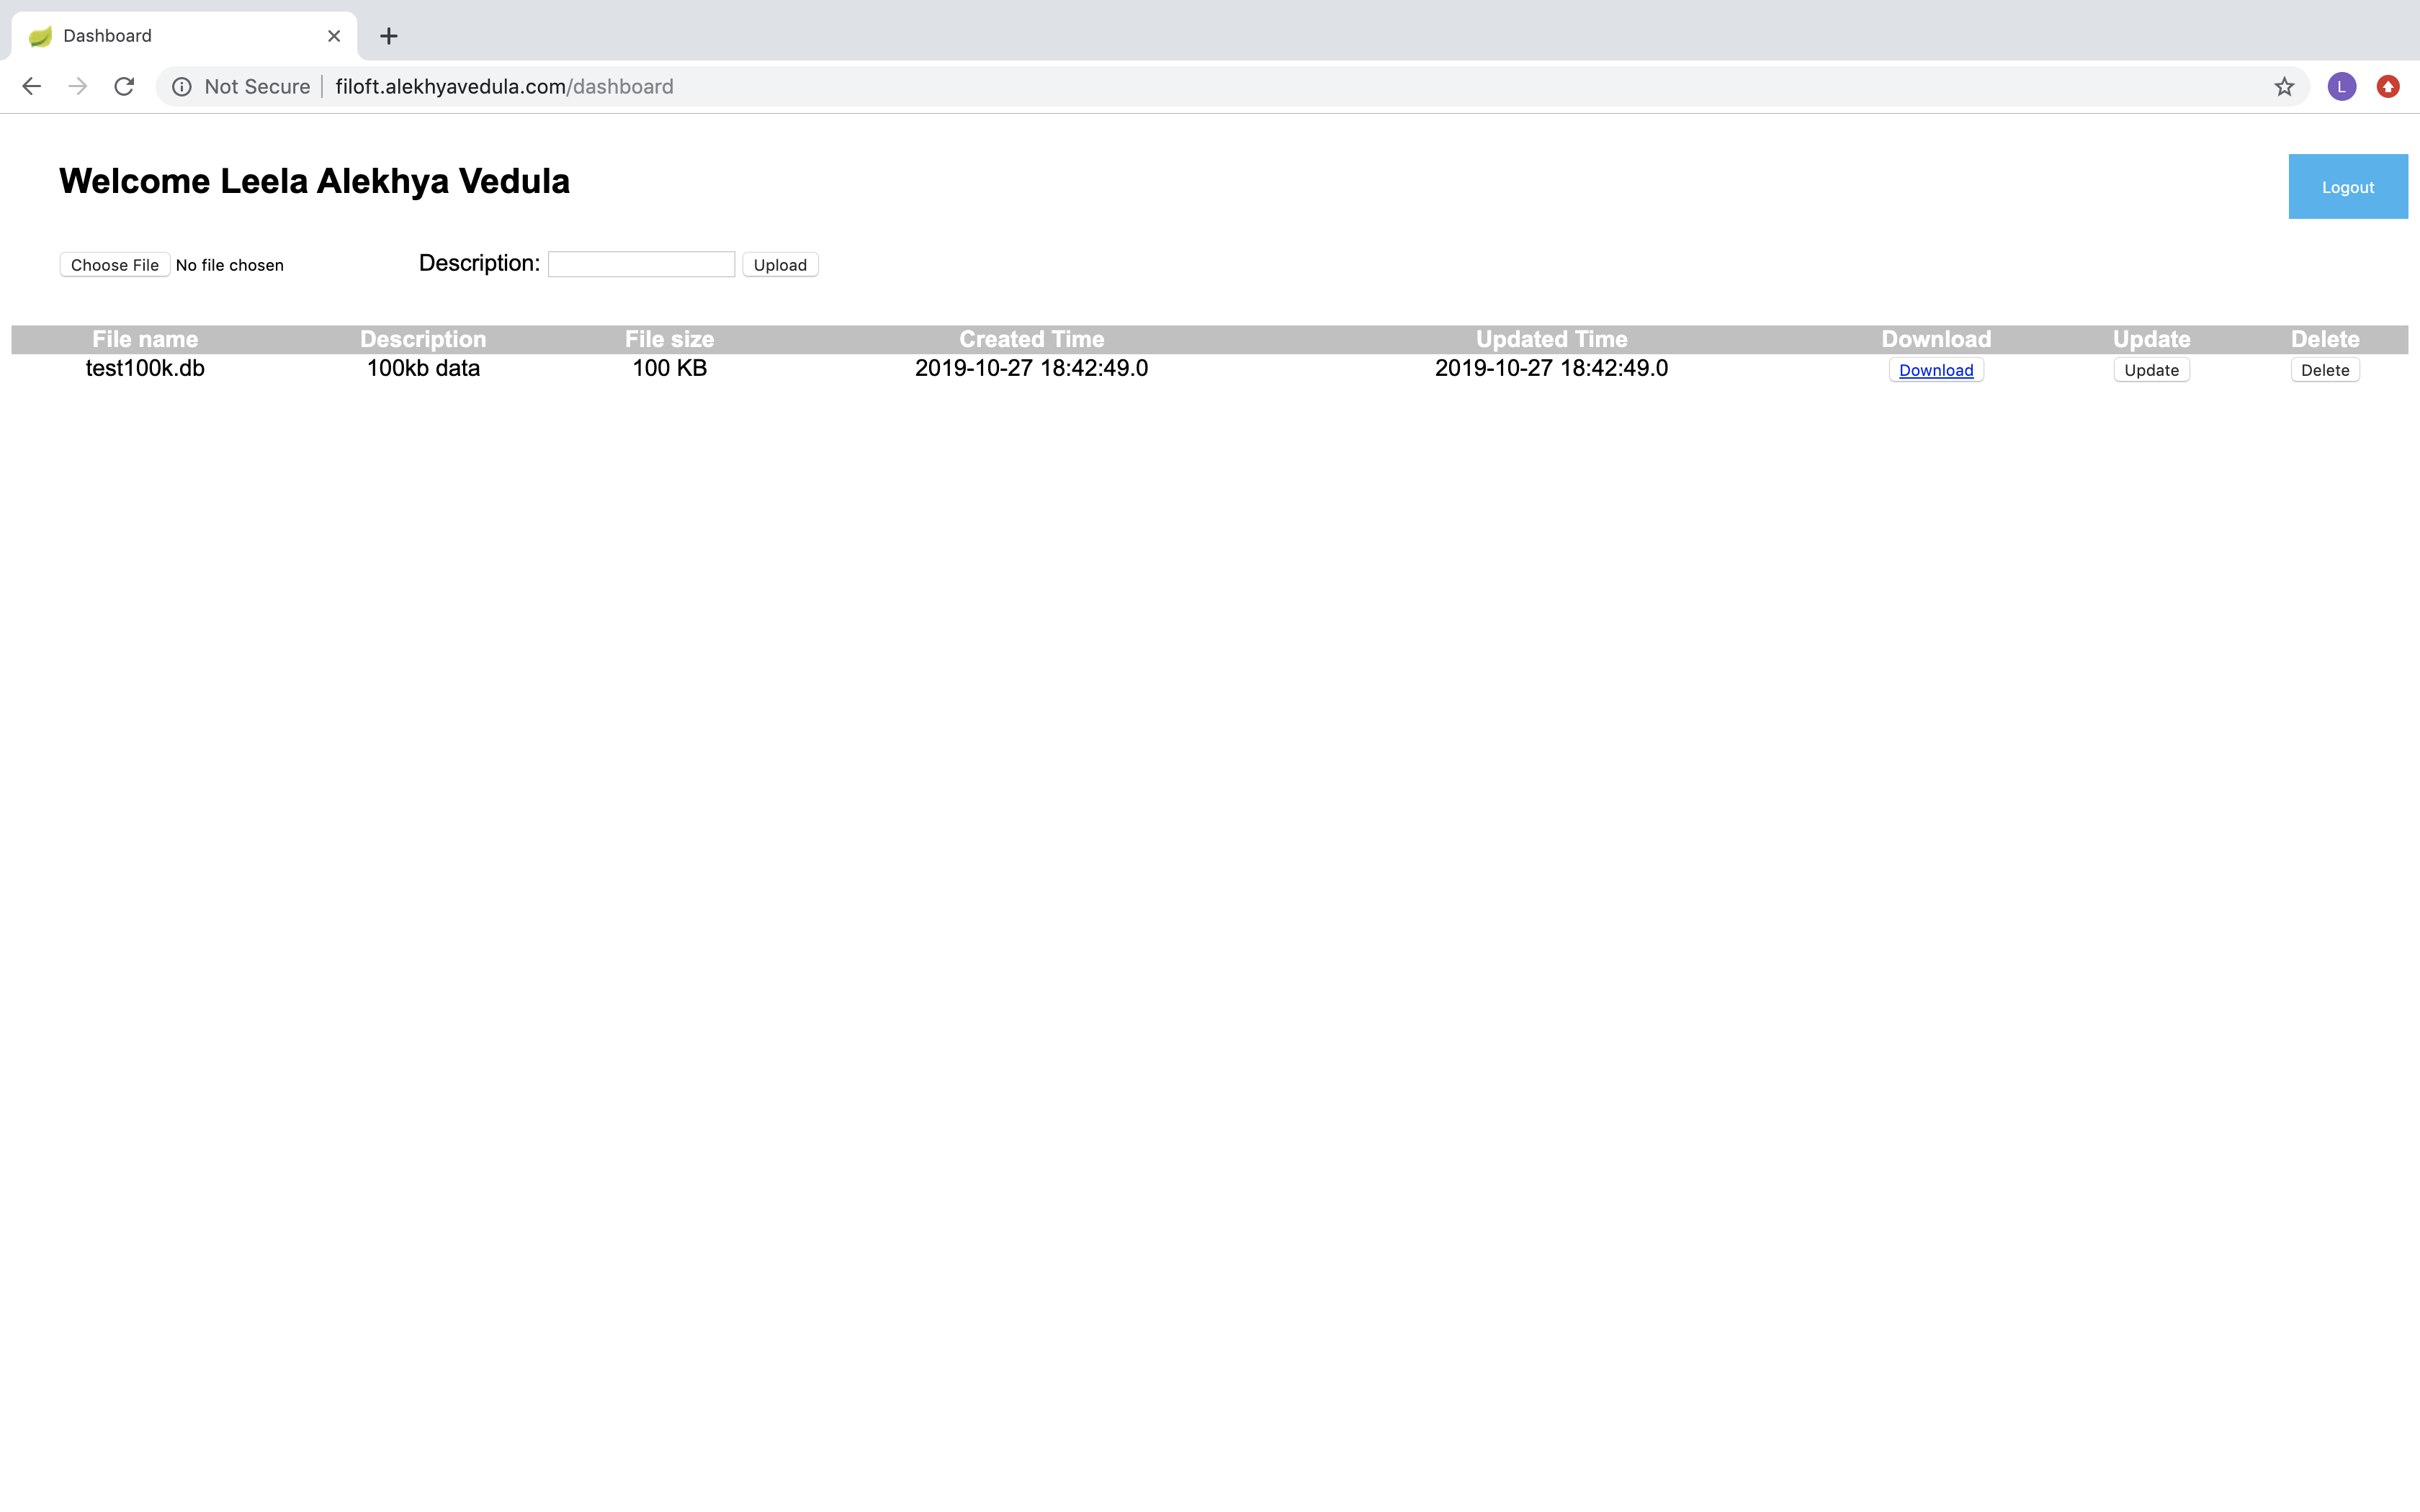 Dashboard
Not Secure filoft.alekhyavedula.com/dashboard L
Welcome Leela Alekhya Vedula
Logout
Choose File No file chosen Description: Upload
File name Description File size Created Time Updated Time Download Update Delete
test100k.db 100kb data 100 KB 2019-10-27 18:42:49.0 2019-10-27 18:42:49.0 Download Update Delete